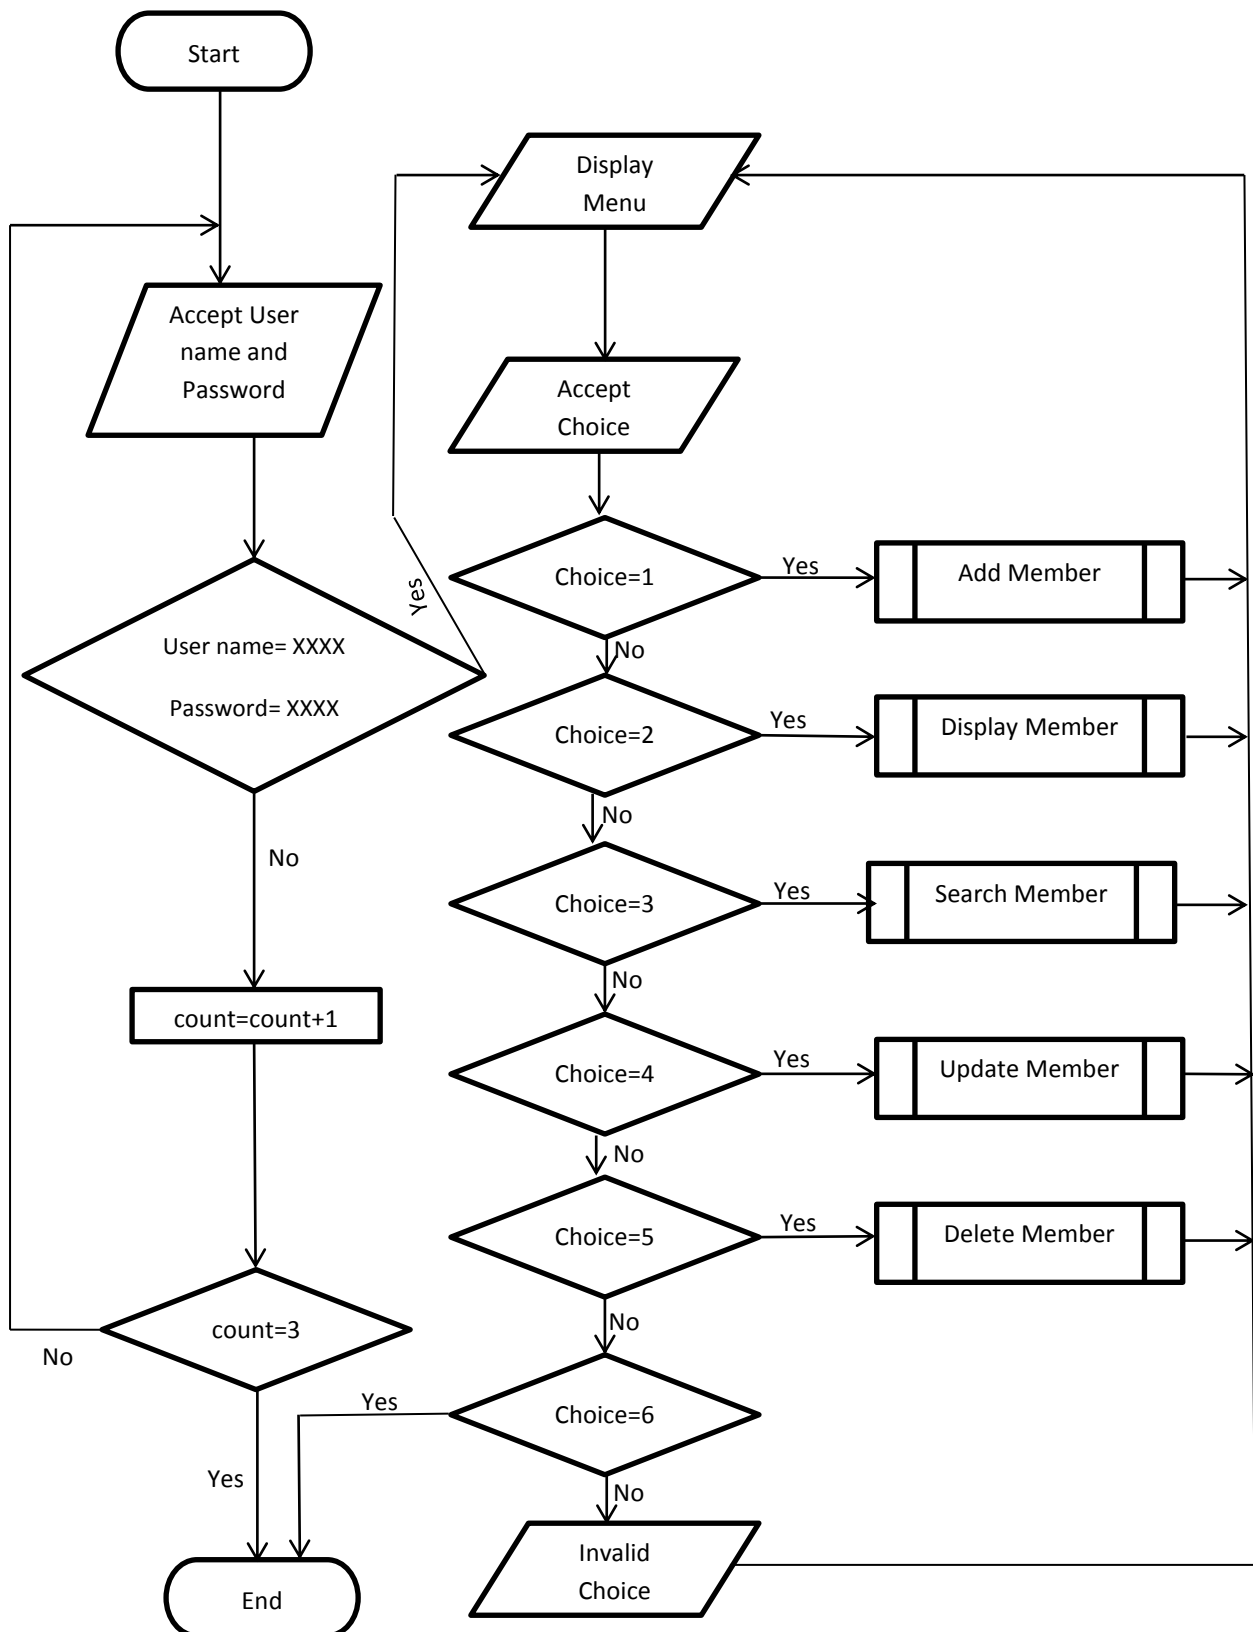 Start
Accept User
name and
Password
User name= XXXX
Password= XXXX
Yes
No
count=count+1
count=3
No
Yes
End
Display
Menu
Accept
Choice
Choice=1
Yes
Add Member
No
Choice=2
Yes
Display Member
No
Choice=3
Yes
Search Member
No
Choice=4
Yes
Update Member
No
Choice=5
Yes
Delete Member
No
Choice=6
Yes
No
Invalid
Choice